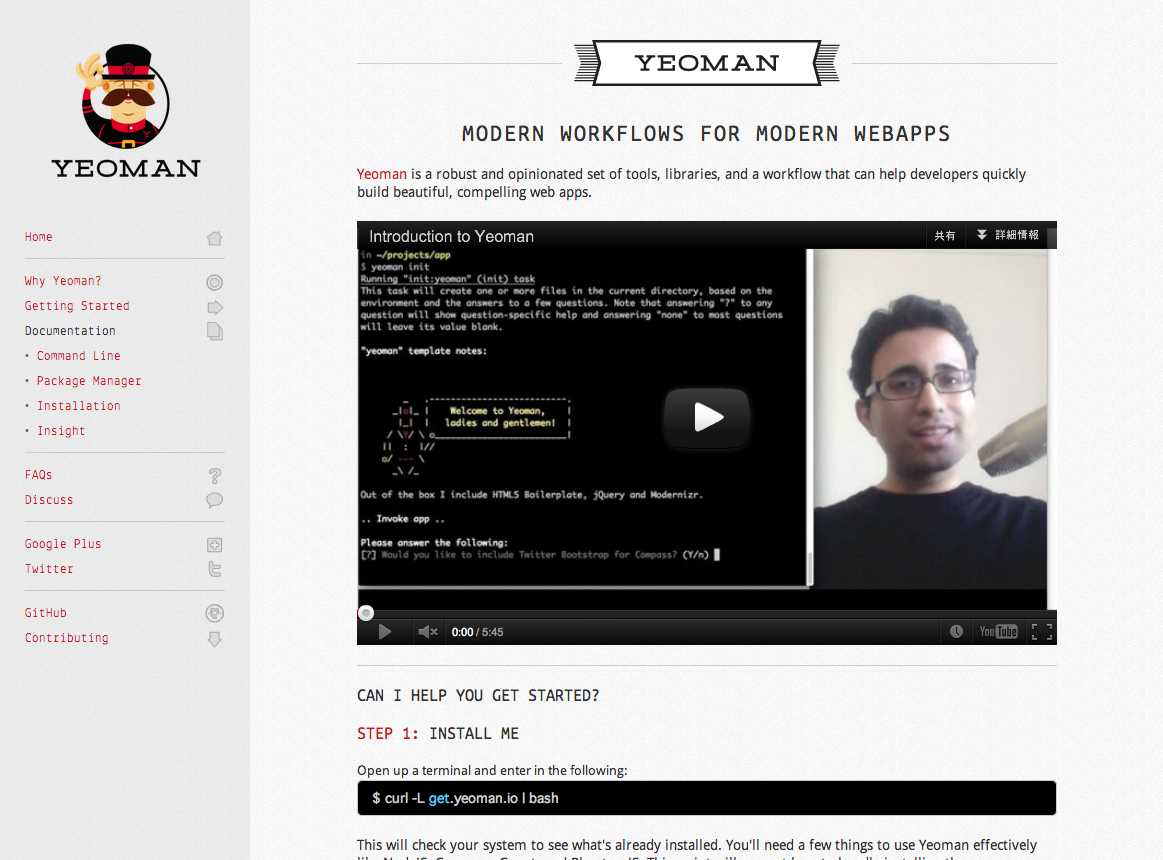 YEOMAN
Home
Why Yeoman?
Getting Started
Documentation
• Command Line
• Package Manager
• Installation
• Insight
FAQs
Discuss
Google Plus
Twitter
GitHub
Contributing
YEOMAN
MODERN WORKFLOWS FOR MODERN WEBAPPS
Yeoman is a robust and opinionated set of tools, libraries, and a workflow that can help developers quickly
build beautiful, compelling web apps.
Introduction to Yeoman
共有
詳細情報
in ~/projects/app
$ yeoman init
Running "init:yeoman" (init) task
This task will create one or more files in the current directory, based on the
environment and the answers to a few questions. Note that answering "?" to any
question will show question-specific help and answering "none" to most questions
will leave its value blank.
"yeoman" template notes:
Welcome to Yeoman,
ladies and gentlemen!
Out of the box I include HTML5 Boilerplate, jQuery and Modernizr.
.. Invoke app ..
Please answer the following:
[?] Would you like to include Twitter Bootstrap for Compass? (Y/n)
0:00 / 5:45
YouTube
CAN I HELP YOU GET STARTED?
STEP 1: INSTALL ME
Open up a terminal and enter in the following:
$ curl -L get.yeoman.io | bash
This will check your system to see what's already installed. You'll need a few things to use Yeoman effectively